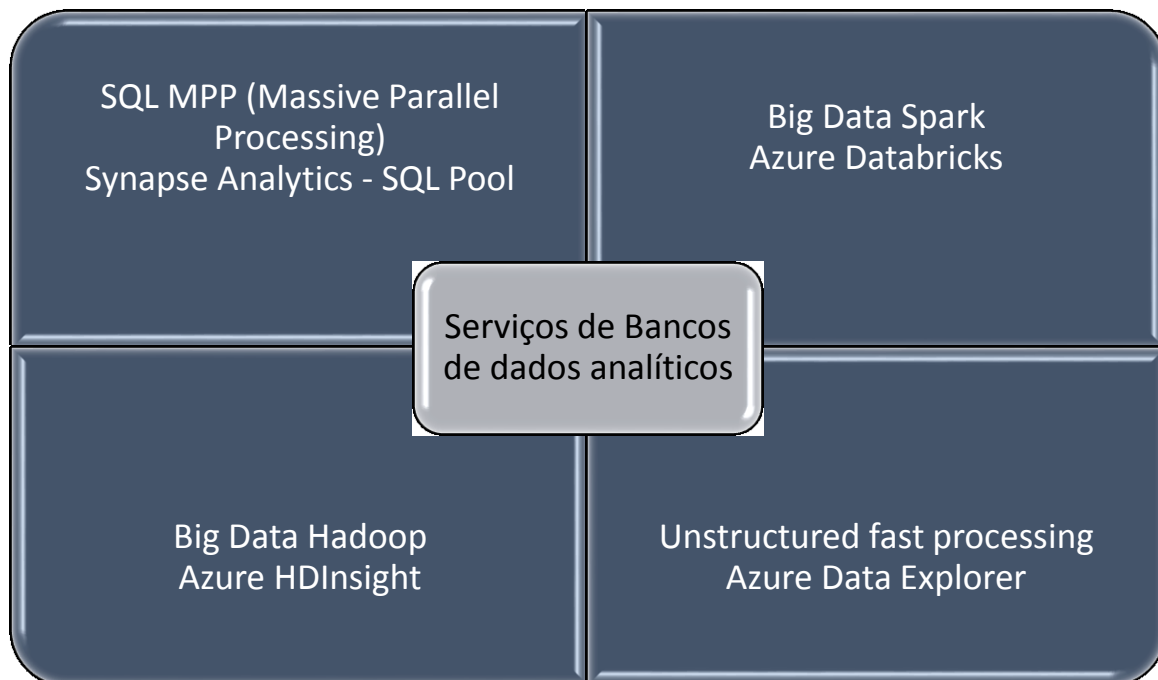 SQL MPP (Massive Parallel
Processing)
Synapse Analytics - SQL Pool
Big Data Spark
Azure Databricks
Serviços de Bancos
de dados analíticos
Big Data Hadoop
Azure HDInsight
Unstructured fast processing
Azure Data Explorer